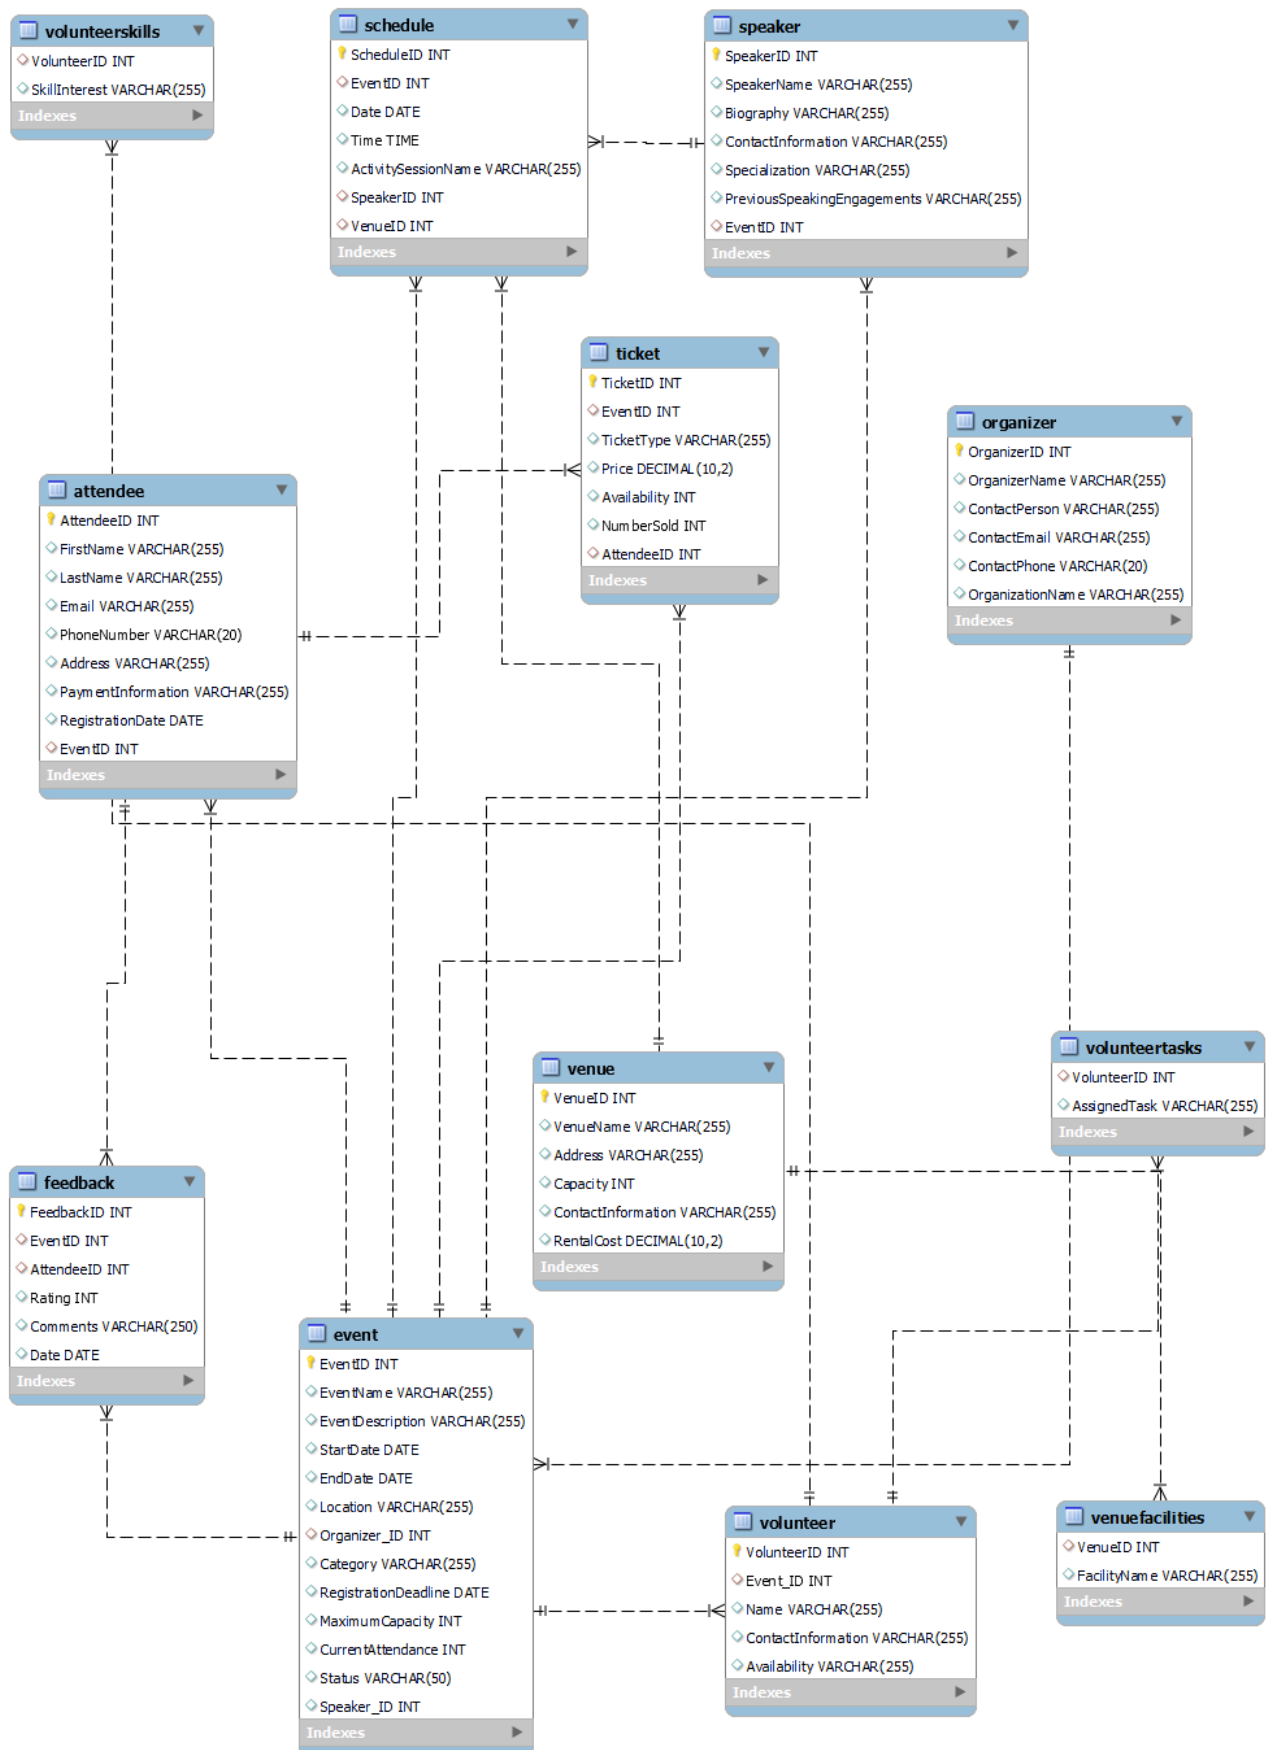 volunteerskills
VolunteerID INT
SkillInterest VARCHAR(255)
Indexes
schedule
ScheduleID INT
EventID INT
Date DATE
Time TIME
ActivitySessionName VARCHAR(255)
SpeakerID INT
VenueID INT
Indexes
speaker
SpeakerID INT
SpeakerName VARCHAR(255)
Biography VARCHAR(255)
ContactInformation VARCHAR(255)
Specialization VARCHAR(255)
PreviousSpeakingEngagements VARCHAR(255)
EventID INT
Indexes
ticket
TicketID INT
EventID INT
TicketType VARCHAR(255)
Price DECIMAL(10,2)
Availability INT
NumberSold INT
AttendeeID INT
Indexes
organizer
OrganizerID INT
OrganizerName VARCHAR(255)
ContactPerson VARCHAR(255)
ContactEmail VARCHAR(255)
ContactPhone VARCHAR(20)
OrganizationName VARCHAR(255)
Indexes
attendee
AttendeeID INT
FirstName VARCHAR(255)
LastName VARCHAR(255)
Email VARCHAR(255)
PhoneNumber VARCHAR(20)
Address VARCHAR(255)
PaymentInformation VARCHAR(255)
RegistrationDate DATE
EventID INT
Indexes
volunteertasks
VolunteerID INT
AssignedTask VARCHAR(255)
Indexes
venue
VenueID INT
VenueName VARCHAR(255)
Address VARCHAR(255)
Capacity INT
ContactInformation VARCHAR(255)
RentalCost DECIMAL(10,2)
Indexes
feedback
FeedbackID INT
EventID INT
AttendeeID INT
Rating INT
Comments VARCHAR(250)
Date DATE
Indexes
event
EventID INT
EventName VARCHAR(255)
EventDescription VARCHAR(255)
StartDate DATE
EndDate DATE
Location VARCHAR(255)
Organizer_ID INT
Category VARCHAR(255)
RegistrationDeadline DATE
MaximumCapacity INT
CurrentAttendance INT
Status VARCHAR(50)
Speaker_ID INT
Indexes
volunteer
VolunteerID INT
Event_ID INT
Name VARCHAR(255)
ContactInformation VARCHAR(255)
Availability VARCHAR(255)
Indexes
venuefacilities
VenueID INT
FacilityName VARCHAR(255)
Indexes